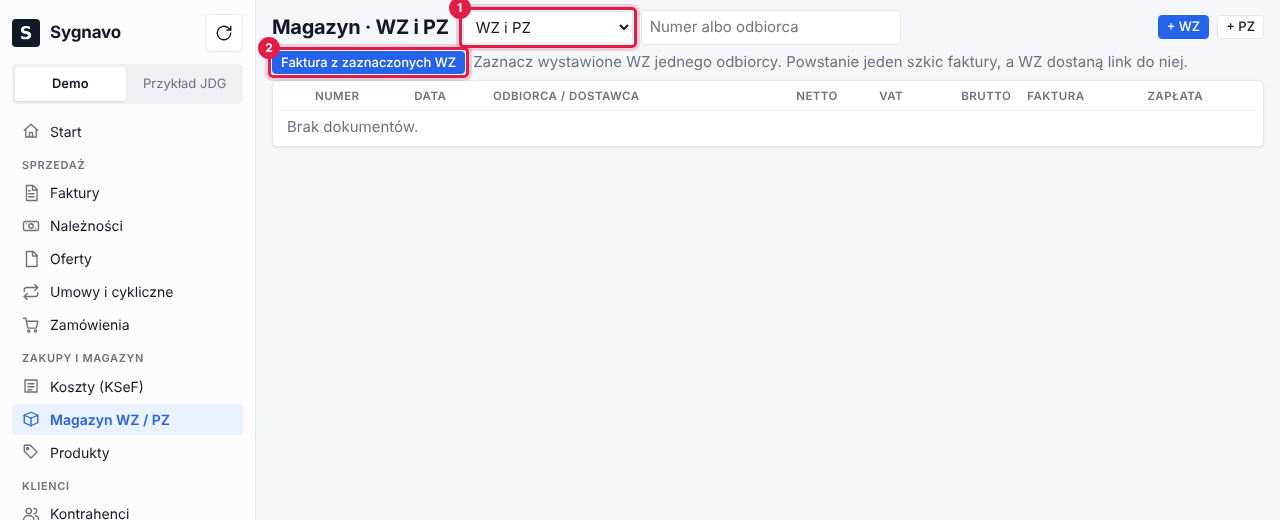 S Sygnavo
Demo Przykład JDG
Start
SPRZEDAŻ
Faktury
Należności
Oferty
Umowy i cykliczne
Zamówienia
ZAKUPY I MAGAZYN
Koszty (KSeF)
Magazyn WZ / PZ
Produkty
KLIENCI
Kontrahenci
Magazyn · WZ i PZ 1 WZ i PZ Numer albo odbiorca + WZ + PZ
2 Faktura z zaznaczonych WZ Zaznacz wystawione WZ jednego odbiorcy. Powstanie jeden szkic faktury, a WZ dostaną link do niej.
NUMER DATA ODBIORCA / DOSTAWCA NETTO VAT BRUTTO FAKTURA ZAPŁATA
Brak dokumentów.